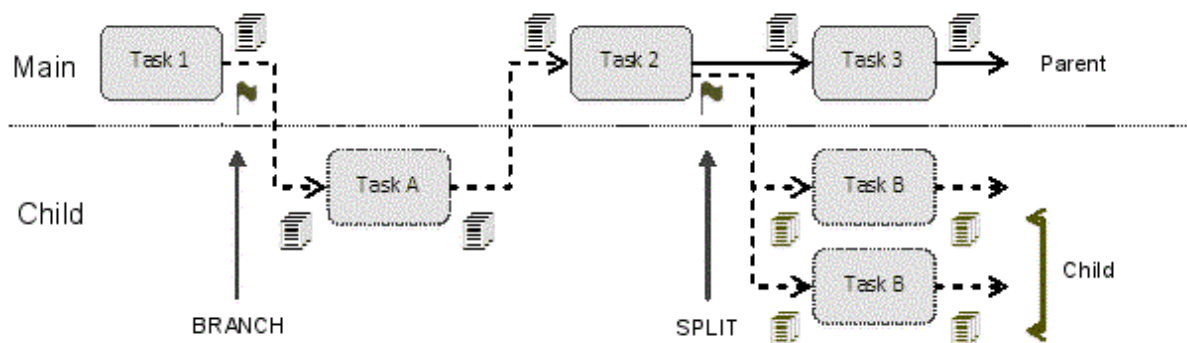 Main
Task 1
Task 2
Task 3
Parent
Child
Task A
Task B
Task B
Child
BRANCH
SPLIT